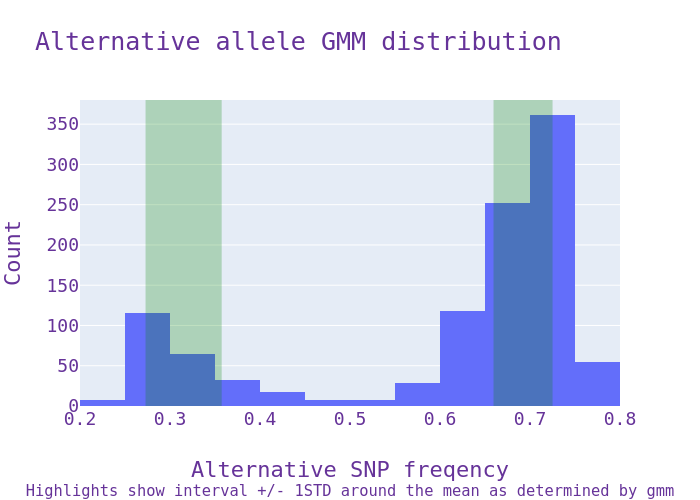 Alternative allele GMM distribution
350
300
250
200
150
100
50
0
Count
0.2 0.3 0.4 0.5 0.6 0.7 0.8
Alternative SNP freqency
Highlights show interval +/- 1STD around the mean as determined by gmm